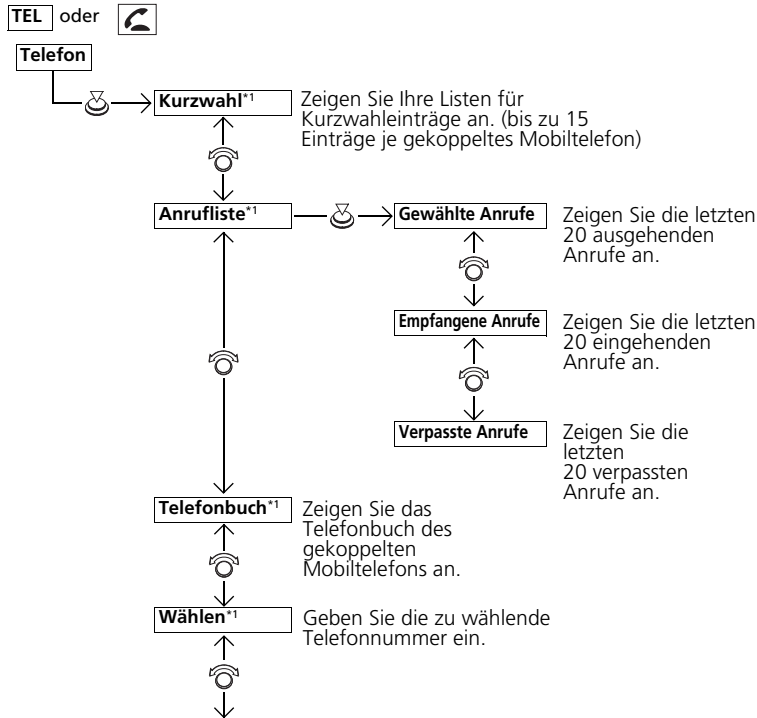 TEL oder
Telefon
Kurzwahl*1
Zeigen Sie Ihre Listen für
Kurzwahleinträge an. (bis zu 15
Einträge je gekoppeltes Mobiltelefon)
Anrufliste*1
Gewählte Anrufe
Zeigen Sie die letzten
20 ausgehenden
Anrufe an.
Empfangene Anrufe
Zeigen Sie die letzten
20 eingehenden
Anrufe an.
Verpasste Anrufe
Zeigen Sie die
letzten
20 verpassten
Anrufe an.
Telefonbuch*1
Zeigen Sie das
Telefonbuch des
gekoppelten
Mobiltelefons an.
Wählen*1
Geben Sie die zu wählende
Telefonnummer ein.